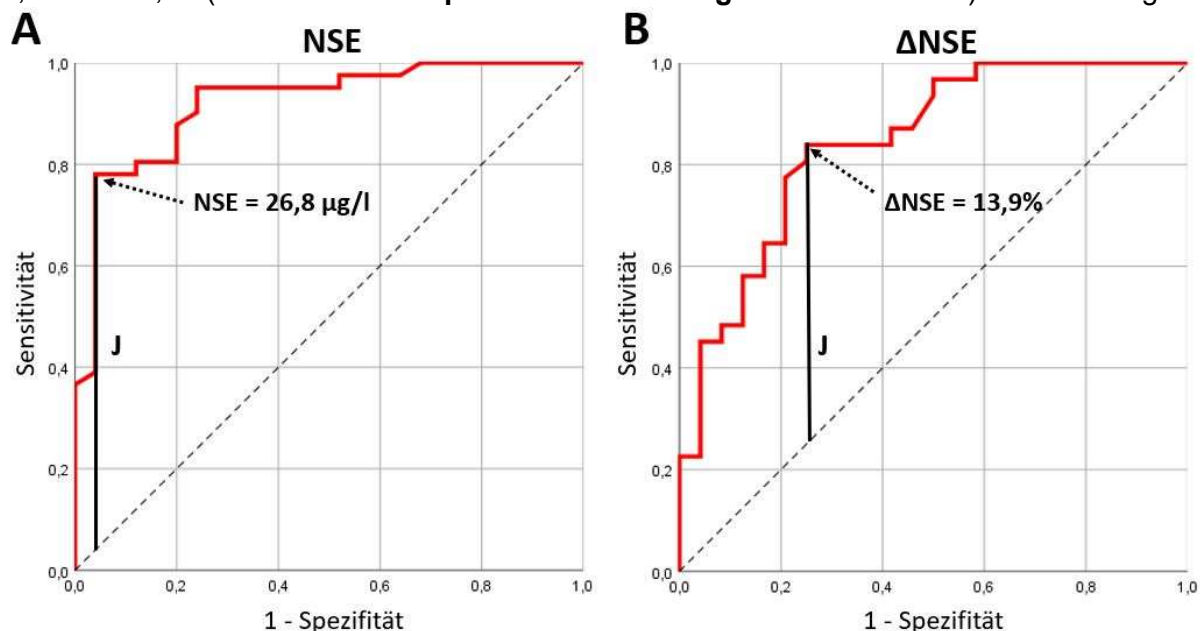 A
NSE
1,0
0,8
0,6
0,4
0,2
0,0
Sensitivität
NSE = 26,8 µg/l
J
0,0 0,2 0,4 0,6 0,8 1,0
1 - Spezifität
B
ΔNSE
1,0
0,8
0,6
0,4
0,2
0,0
Sensitivität
ΔNSE = 13,9%
J
0,0 0,2 0,4 0,6 0,8 1,0
1 - Spezifität